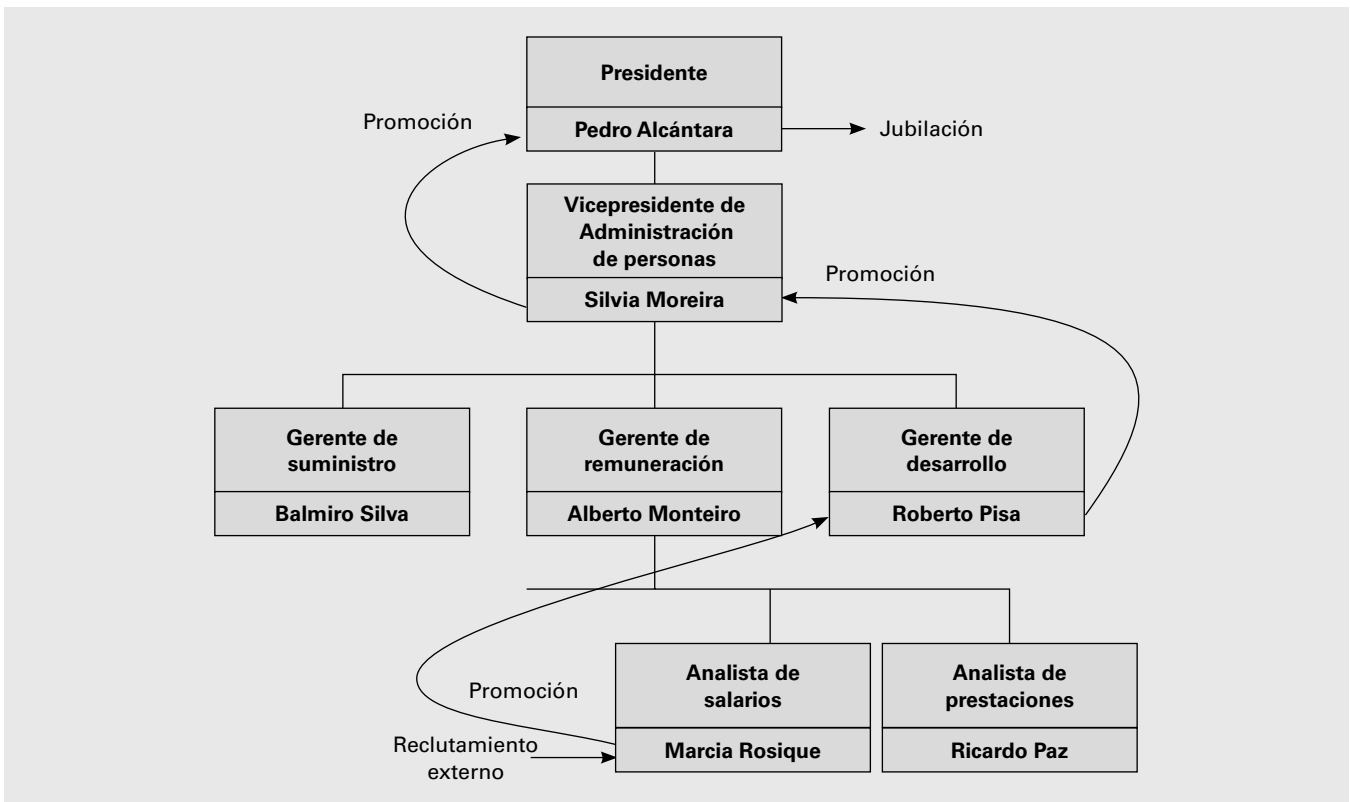 Presidente
Promoción
Pedro Alcántara
Jubilación
Vicepresidente de
Administración
de personas
Promoción
Silvia Moreira
Gerente de
suministro
Balmiro Silva
Gerente de
remuneración
Alberto Monteiro
Gerente de
desarrollo
Roberto Pisa
Promoción
Reclutamiento
externo
Analista de
salarios
Marcia Rosique
Analista de
prestaciones
Ricardo Paz